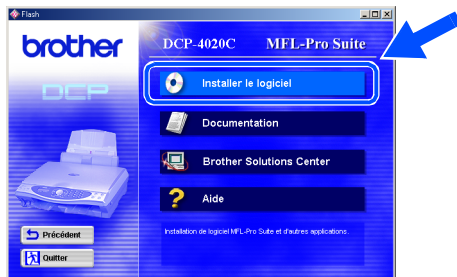 Flash
brother
DCP-4020C MFL-Pro Suite
DCP
Installer le logiciel
Documentation
Brother Solutions Center
? Aide
Installation de logiciel MFL-Pro Suite et d'autres applications.
Précédent
Quitter